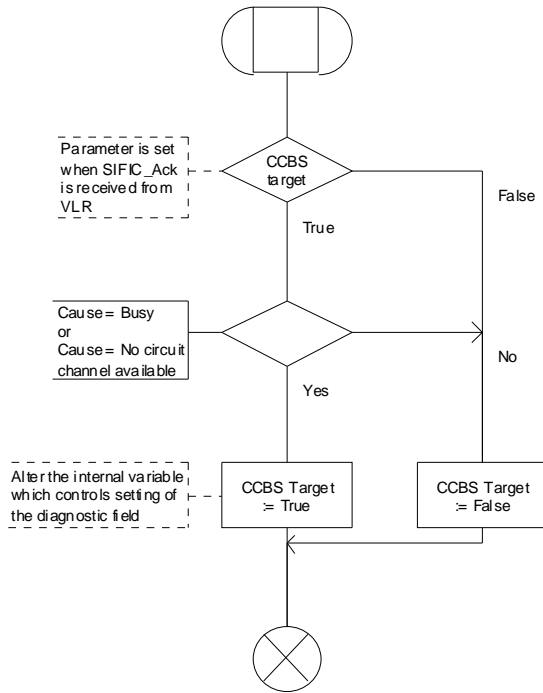 Parameter is set
when SIFIC_Ack
is received from
VLR
CCBS
target
False
True
Cause= Busy
or
Cause= No circuit
channel available
No
Yes
Alter the internal variable
which controls setting of
the diagnostic field
CCBS Target
:= True
CCBS Target
:= False